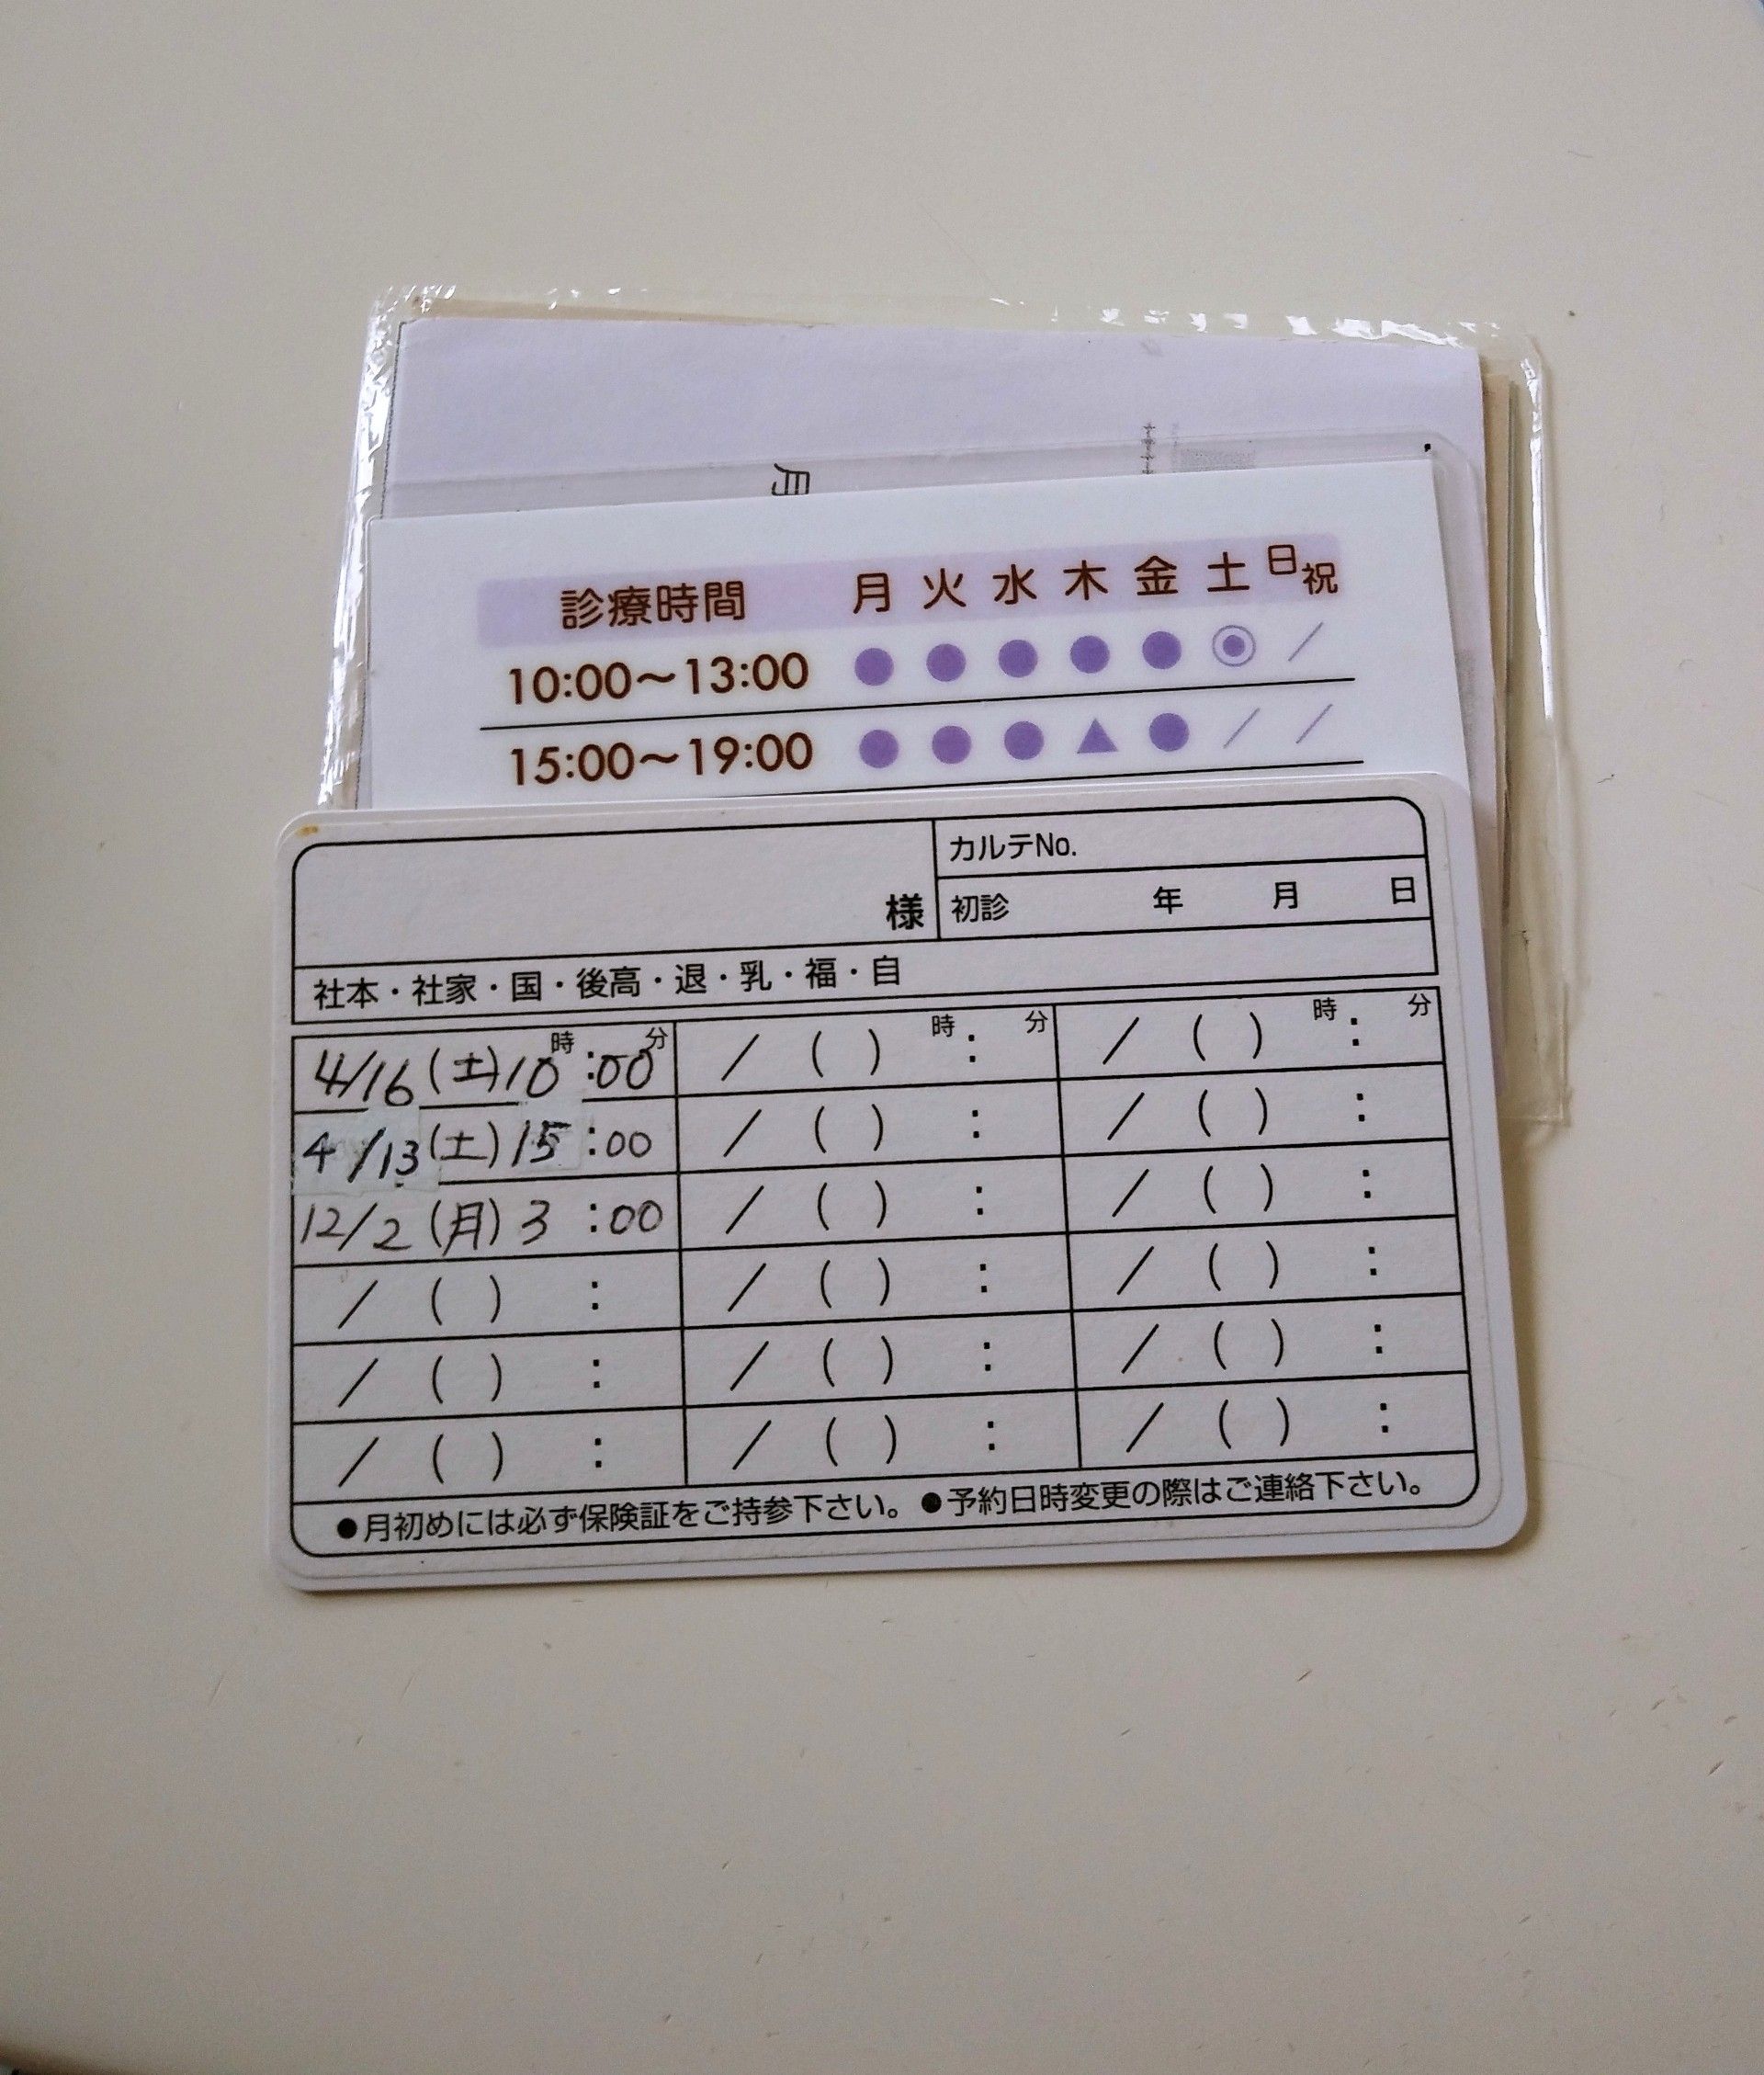 月
診療時間 月 火 水 木 金 土 日祝
10:00～13:00 ● ● ● ● ● ◎ ／
15:00～19:00 ● ● ● ▲ ● ／ ／
カルテNo.
様 初診 年 月 日
社本・社家・国・後高・退・乳・福・自
4/16(土)10時:00分 /( ) 時: 分 /( ) 時: 分
4/13(土)15:00 /( ) : /( ) :
12/2(月)3:00 /( ) : /( ) :
/( ) : /( ) : /( ) :
/( ) : /( ) : /( ) :
/( ) : /( ) : /( ) :
●月初めには必ず保険証をご持参下さい。●予約日時変更の際はご連絡下さい。